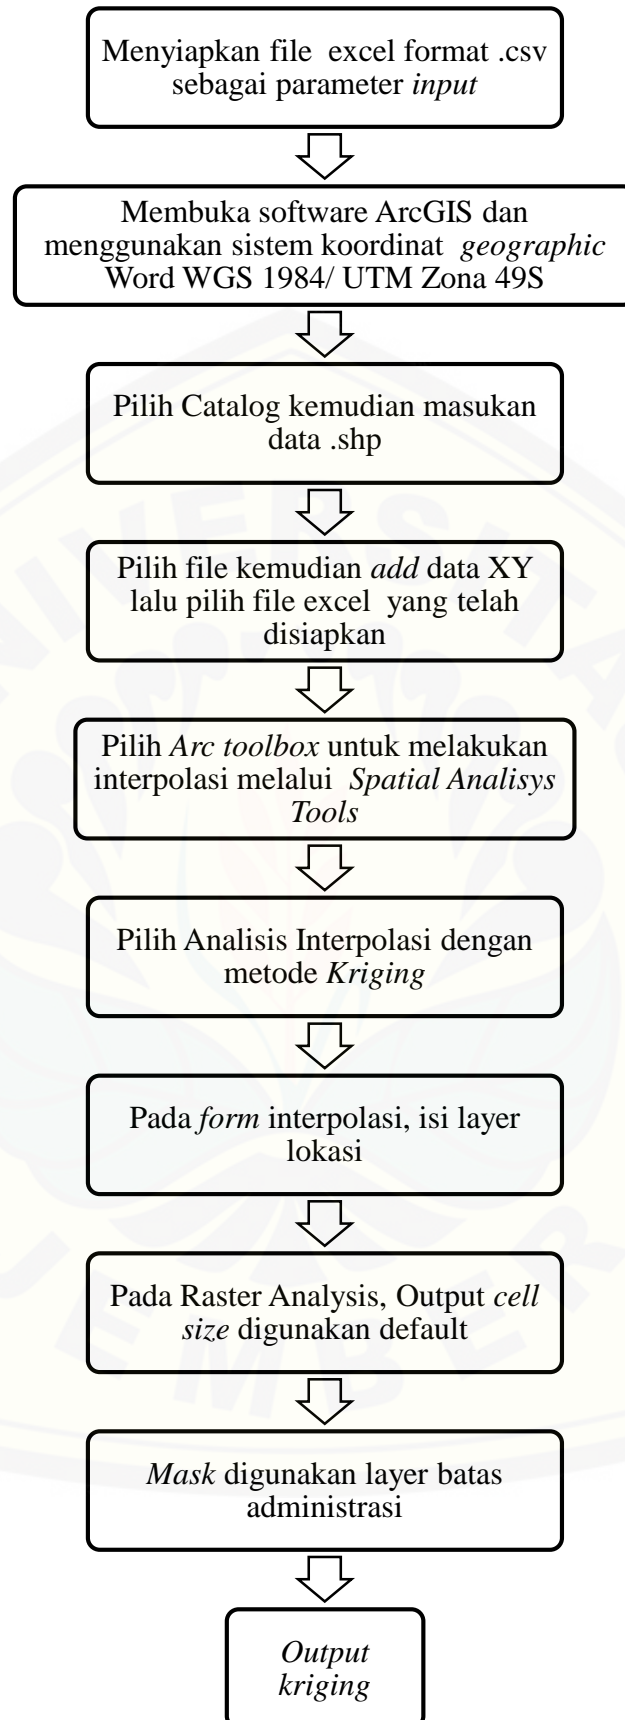 Menyiapkan file excel format .csv
sebagai parameter input
Membuka software ArcGIS dan
menggunakan sistem koordinat geographic
Word WGS 1984/ UTM Zona 49S
Pilih Catalog kemudian masukan
data .shp
Pilih file kemudian add data XY
lalu pilih file excel yang telah
disiapkan
Pilih Arc toolbox untuk melakukan
interpolasi melalui Spatial Analisys
Tools
Pilih Analisis Interpolasi dengan
metode Kriging
Pada form interpolasi, isi layer
lokasi
Pada Raster Analysis, Output cell
size digunakan default
Mask digunakan layer batas
administrasi
Output
kriging
UNIVERSITAS
JEMBER